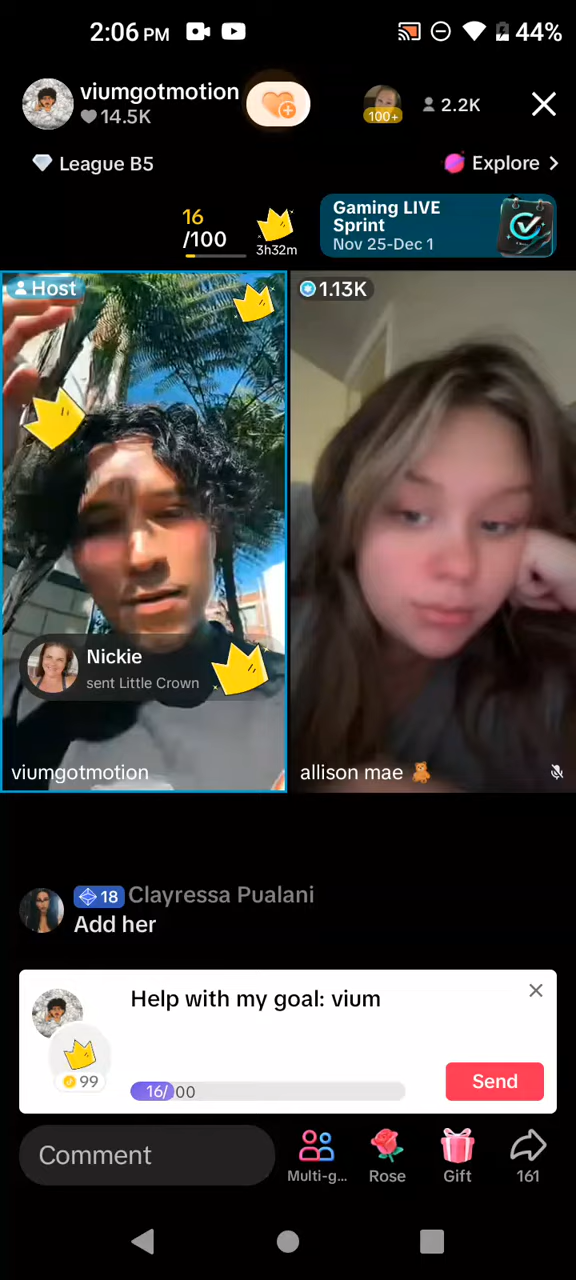 2:06 PM
44%
viumgotmotion
14.5K
100+
2.2K
League B5
Explore >
16
/100
3h32m
Gaming LIVE
Sprint
Nov 25-Dec 1
Host
1.13K
Nickie
sent Little Crown
viumgotmotion
allison mae
18 Clayressa Pualani
Add her
Help with my goal: vium
99
16/ 00
Send
Comment
Multi-g...
Rose
Gift
161